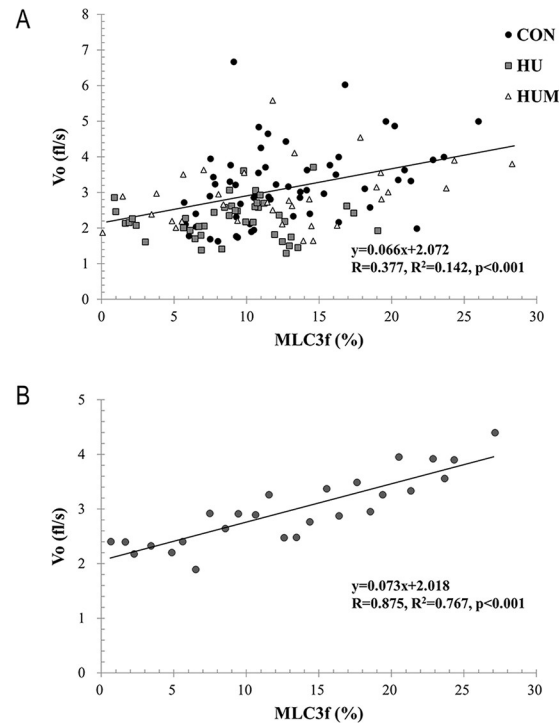 A
8
7
6
5
4
3
2
1
0
Vo (fl/s)
CON
HU
HUM
y=0.066x+2.072
R=0.377, R²=0.142, p<0.001
0 5 10 15 20 25 30
MLC3f (%)
B
5
4
3
2
1
0
Vo (fl/s)
y=0.073x+2.018
R=0.875, R²=0.767, p<0.001
0 5 10 15 20 25 30
MLC3f (%)